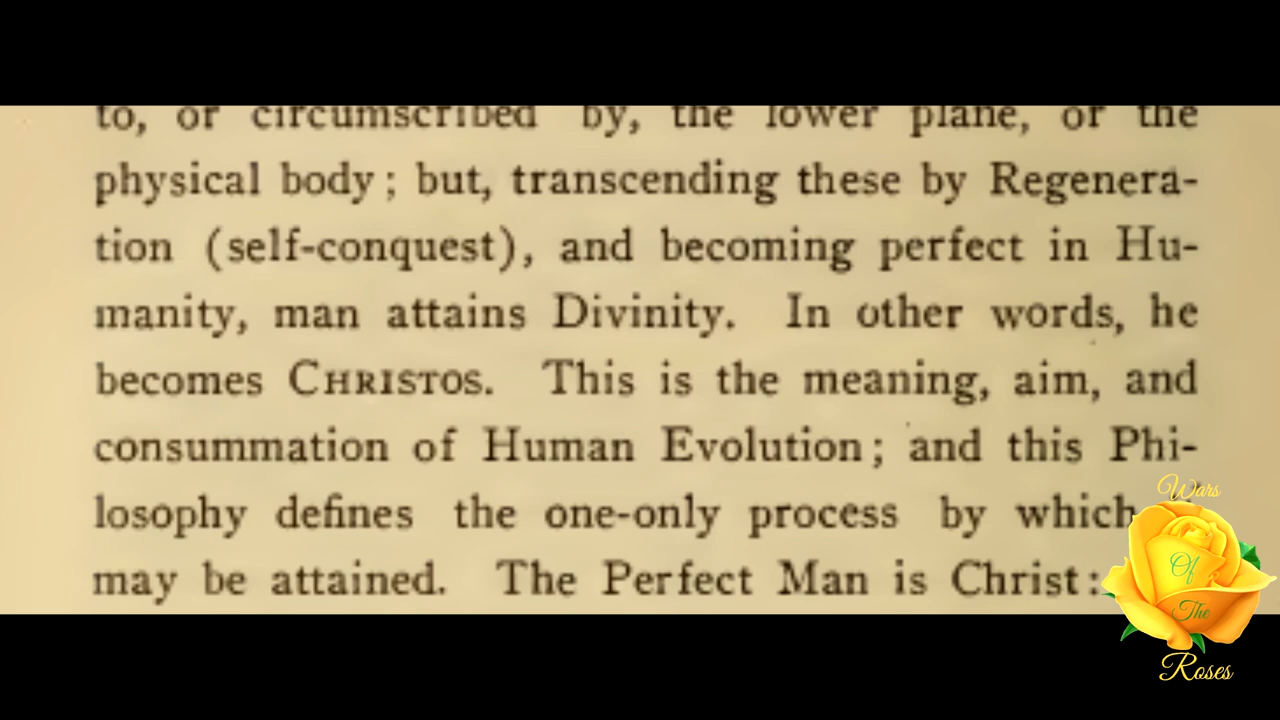 to, or circumscribed by, the lower plane, or the
physical body; but, transcending these by Regenera-
tion (self-conquest), and becoming perfect in Hu-
manity, man attains Divinity. In other words, he
becomes CHRISTOS. This is the meaning, aim, and
consummation of Human Evolution; and this Phi-
losophy defines the one-only process by which
may be attained. The Perfect Man is Christ:
Wars
Of
The
Roses